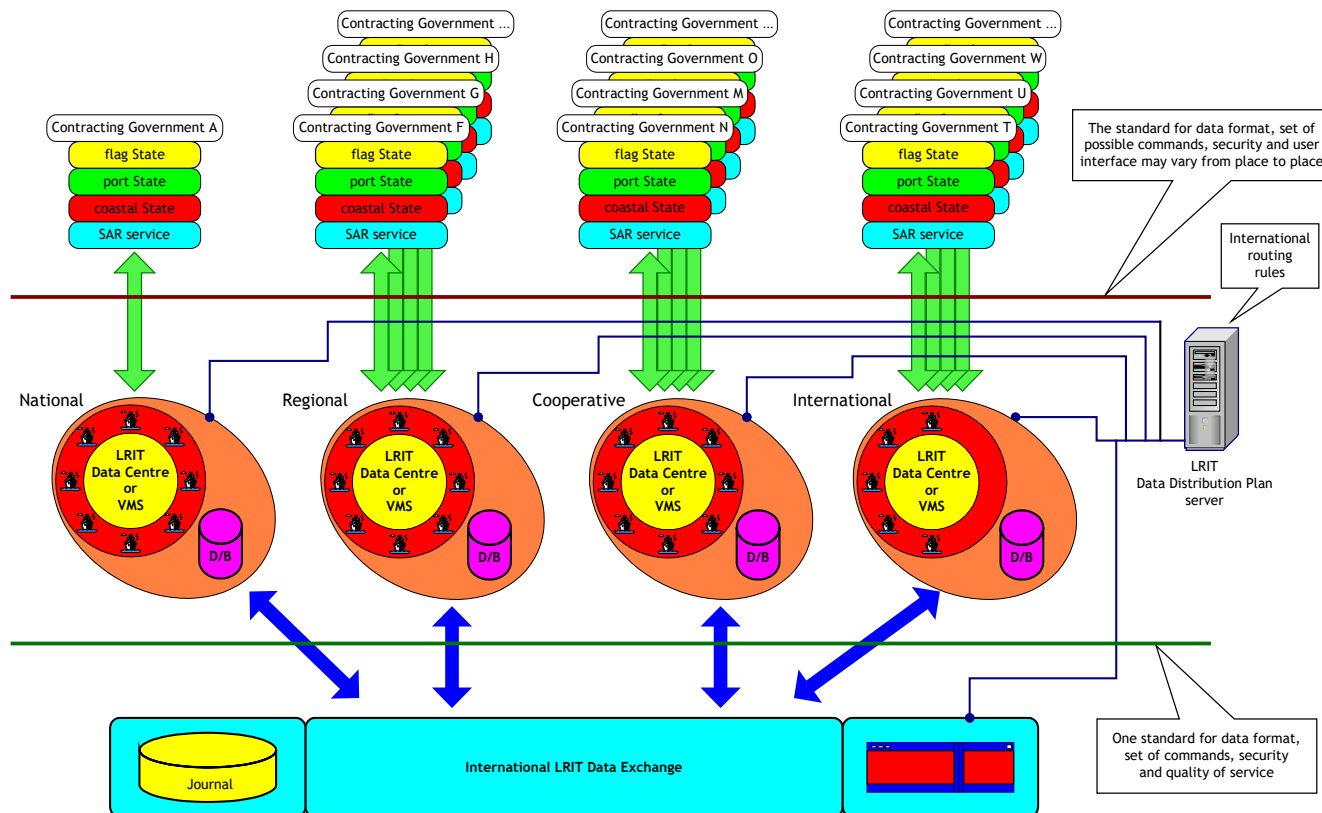 Contracting Government ...
Contracting Government H
Contracting Government G
Contracting Government ...
Contracting Government O
Contracting Government M
Contracting Government ...
Contracting Government W
Contracting Government U
Contracting Government A
flag State
port State
coastal State
SAR service
Contracting Government F
flag State
port State
coastal State
SAR service
Contracting Government N
flag State
port State
coastal State
SAR service
Contracting Government T
flag State
port State
coastal State
SAR service
The standard for data format, set of
possible commands, security and user
interface may vary from place to place
International
routing
rules
National
LRIT
Data Centre
or
VMS
D/B
Regional
LRIT
Data Centre
or
VMS
D/B
Cooperative
LRIT
Data Centre
or
VMS
D/B
International
LRIT
Data Centre
or
VMS
D/B
LRIT
Data Distribution Plan
server
Journal
International LRIT Data Exchange
One standard for data format,
set of commands, security
and quality of service